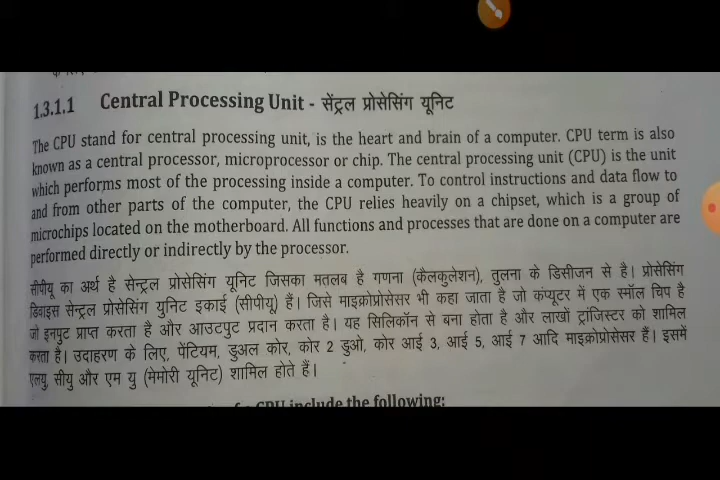 1.3.1.1 Central Processing Unit - सेंट्रल प्रोसेसिंग यूनिट
The CPU stand for central processing unit, is the heart and brain of a computer. CPU term is also
known as a central processor, microprocessor or chip. The central processing unit (CPU) is the unit
which performs most of the processing inside a computer. To control instructions and data flow to
and from other parts of the computer, the CPU relies heavily on a chipset, which is a group of
microchips located on the motherboard. All functions and processes that are done on a computer are
performed directly or indirectly by the processor.
सीपीयू का अर्थ है सेन्ट्रल प्रोसेसिंग यूनिट जिसका मतलब है गणना (कैलकुलेशन), तुलना के डिसीजन से है। प्रोसेसिंग
डिवाइस सेन्ट्रल प्रोसेसिंग युनिट इकाई (सीपीयू) हैं। जिसे माइक्रोप्रोसेसर भी कहा जाता है जो कंप्यूटर में एक स्मॉल चिप है
जो इनपुट प्राप्त करता है और आउटपुट प्रदान करता है। यह सिलिकॉन से बना होता है और लाखों ट्रांजिस्टर को शामिल
करता है। उदाहरण के लिए, पेंटियम, डुअल कोर, कोर 2 डुओ, कोर आई 3, आई 5, आई 7 आदि माइक्रोप्रोसेसर हैं। इसमें
एलयु, सीयु और एम यु (मेमोरी यूनिट) शामिल होते हैं।
CPU include the following: